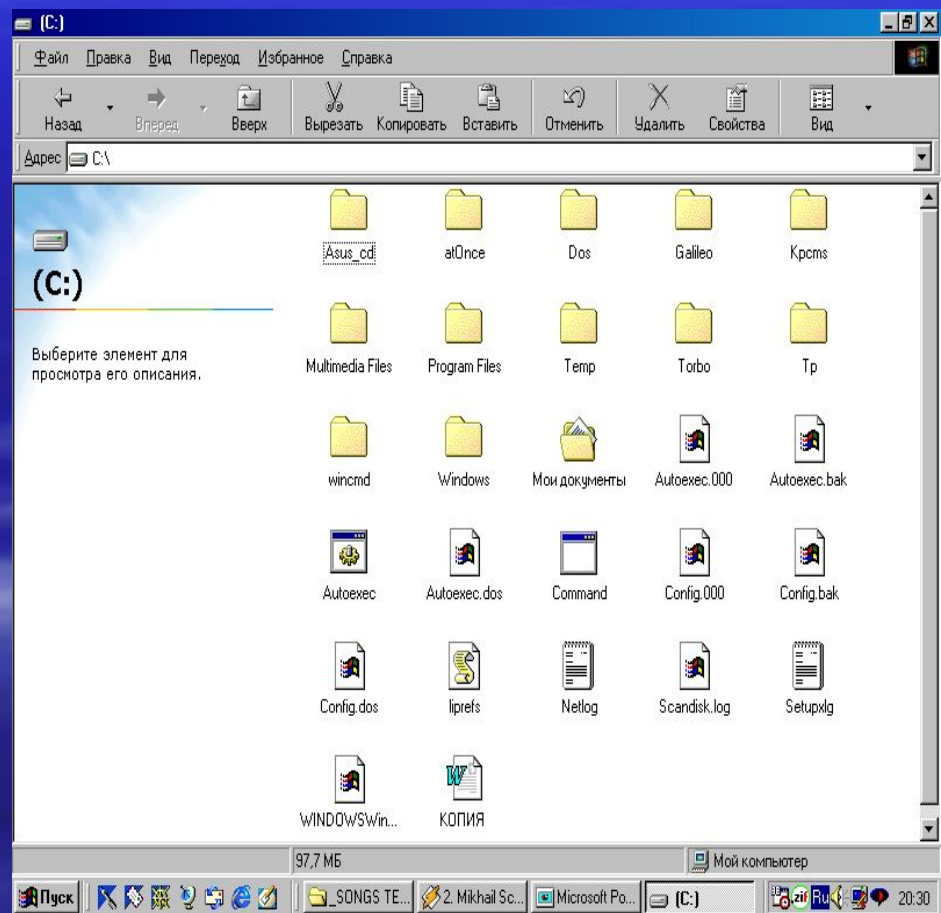 (C:)
Файл Правка Вид Переход Избранное Справка
Назад Вперед Вверх Вырезать Копировать Вставить Отменить Удалить Свойства Вид
Адрес C:\
(C:)
Выберите элемент для
просмотра его описания.
Asus_cd atOnce Dos Galileo Kpcms
Multimedia Files Program Files Temp Torbo Tp
wincmd Windows Мои документы Autoexec.000 Autoexec.bak
Autoexec Autoexec.dos Command Config.000 Config.bak
Config.dos liprefs Netlog Scandisk.log Setupxlg
WINDOWSWin... КОПИЯ
97,7 МБ Мой компьютер
Пуск _SONGS TE... 2. Mikhail Sc... Microsoft Po... (C:) zif Ru 20:30